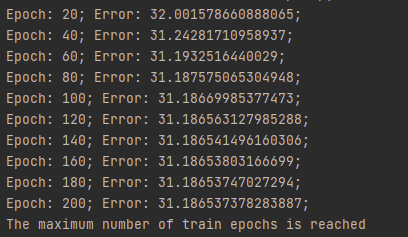 Epoch: 20; Error: 32.001578660888065;
Epoch: 40; Error: 31.24281710958937;
Epoch: 60; Error: 31.1932516440029;
Epoch: 80; Error: 31.187575065304948;
Epoch: 100; Error: 31.18669985377473;
Epoch: 120; Error: 31.186563127985288;
Epoch: 140; Error: 31.186541496160306;
Epoch: 160; Error: 31.18653803166699;
Epoch: 180; Error: 31.18653747027294;
Epoch: 200; Error: 31.186537378283887;
The maximum number of train epochs is reached